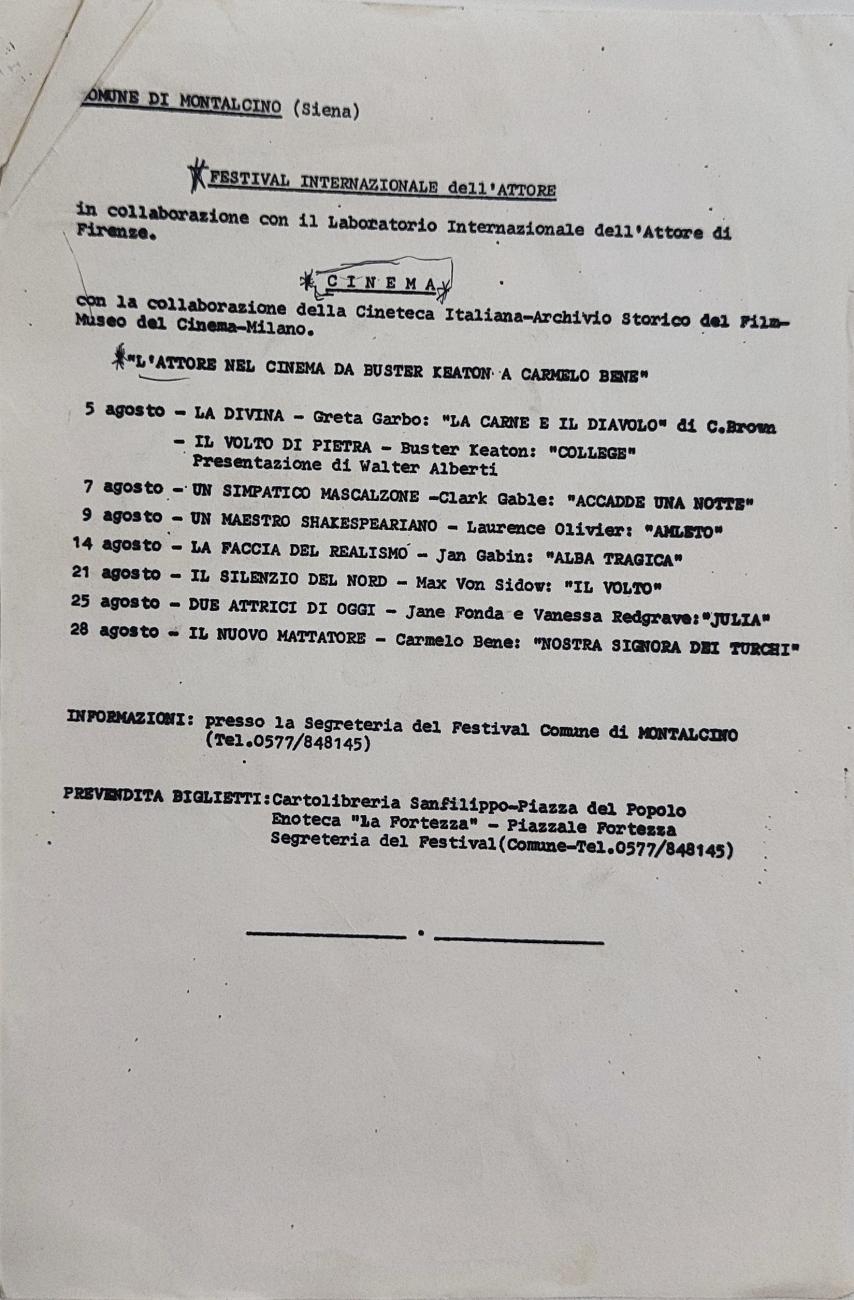 OMUNE DI MONTALCINO (Siena)
*FESTIVAL INTERNAZIONALE dell'ATTORE
in collaborazione con il Laboratorio Internazionale dell'Attore di
Firenze.
*CINEMA*
con la collaborazione della Cineteca Italiana-Archivio Storico del Film-
Museo del Cinema-Milano.
*"L'ATTORE NEL CINEMA DA BUSTER KEATON A CARMELO BENE"
5 agosto - LA DIVINA - Greta Garbo: "LA CARNE E IL DIAVOLO" di C.Brown
- IL VOLTO DI PIETRA - Buster Keaton: "COLLEGE"
Presentazione di Walter Alberti
7 agosto - UN SIMPATICO MASCALZONE -Clark Gable: "ACCADDE UNA NOTTE"
9 agosto - UN MAESTRO SHAKESPEARIANO - Laurence Olivier: "AMLETO"
14 agosto - LA FACCIA DEL REALISMO - Jan Gabin: "ALBA TRAGICA"
21 agosto - IL SILENZIO DEL NORD - Max Von Sidow: "IL VOLTO"
25 agosto - DUE ATTRICI DI OGGI - Jane Fonda e Vanessa Redgrave:"JULIA"
28 agosto - IL NUOVO MATTATORE - Carmelo Bene: "NOSTRA SIGNORA DEI TURCHI"
INFORMAZIONI: presso la Segreteria del Festival Comune di MONTALCINO
(Tel.0577/848145)
PREVENDITA BIGLIETTI:Cartolibreria Sanfilippo-Piazza del Popolo
Enoteca "La Fortezza" - Piazzale Fortezza
Segreteria del Festival(Comune-Tel.0577/848145)